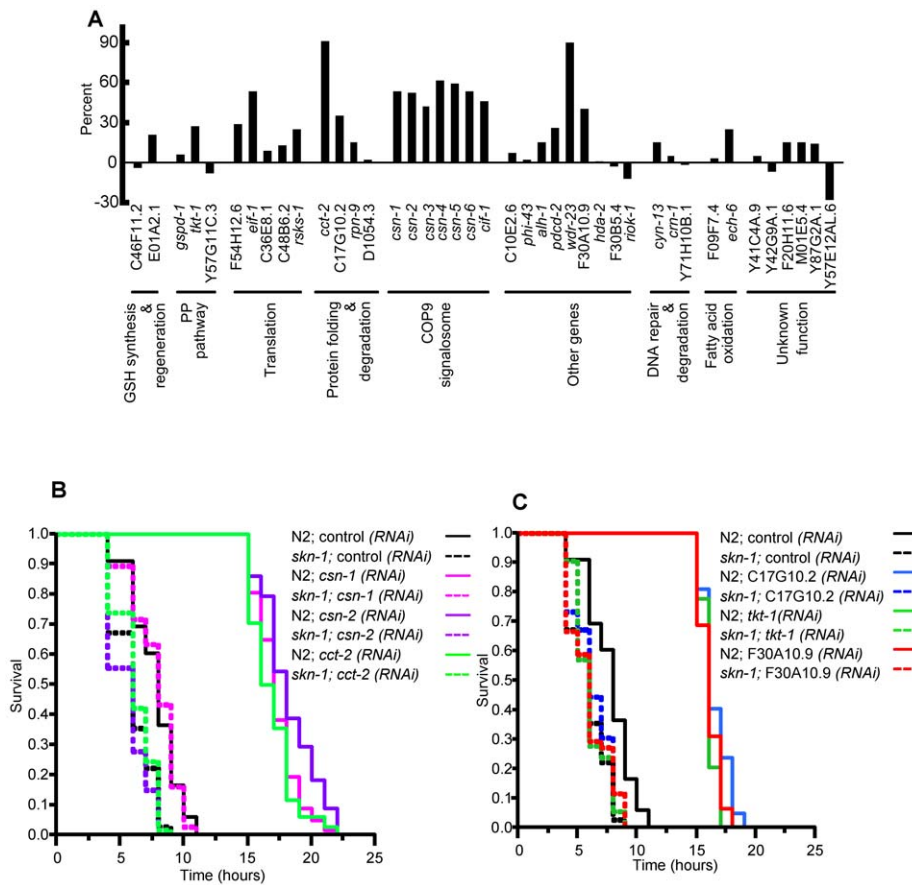 A
Percent
90
60
30
0
-30
C46F11.2
E01A2.1
gspd-1
tkt-1
Y57G11C.3
F54H12.6
eif-1
C36E8.1
C48B6.2
rsks-1
cct-2
C17G10.2
rpn-9
D1054.3
csn-1
csn-2
csn-3
csn-4
csn-5
csn-6
cif-1
C10E2.6
phi-43
alh-1
pdcd-2
wdr-23
F30A10.9
hda-2
F30B5.4
riok-1
cyn-13
crn-1
Y71H10B.1
F09F7.4
ech-6
Y41C4A.9
Y42G9A.1
F20H11.6
M01E5.4
Y87G2A.1
Y57E12AL.6
GSH synthesis
&
regeneration
PP
pathway
Translation
Protein folding
&
degradation
COP9
signalosome
Other genes
DNA repair
&
degradation
Fatty acid
oxidation
Unknown
function
B
Survival
1.0
0.9
0.8
0.7
0.6
0.5
0.4
0.3
0.2
0.1
0.0
0 5 10 15 20 25
Time (hours)
N2; control (RNAi)
skn-1; control (RNAi)
N2; csn-1 (RNAi)
skn-1; csn-1 (RNAi)
N2; csn-2 (RNAi)
skn-1; csn-2 (RNAi)
N2; cct-2 (RNAi)
skn-1; cct-2 (RNAi)
C
Survival
1.0
0.9
0.8
0.7
0.6
0.5
0.4
0.3
0.2
0.1
0.0
0 5 10 15 20 25
Time (hours)
N2; control (RNAi)
skn-1; control (RNAi)
N2; C17G10.2 (RNAi)
skn-1; C17G10.2 (RNAi)
N2; tkt-1(RNAi)
skn-1; tkt-1 (RNAi)
N2; F30A10.9 (RNAi)
skn-1; F30A10.9 (RNAi)